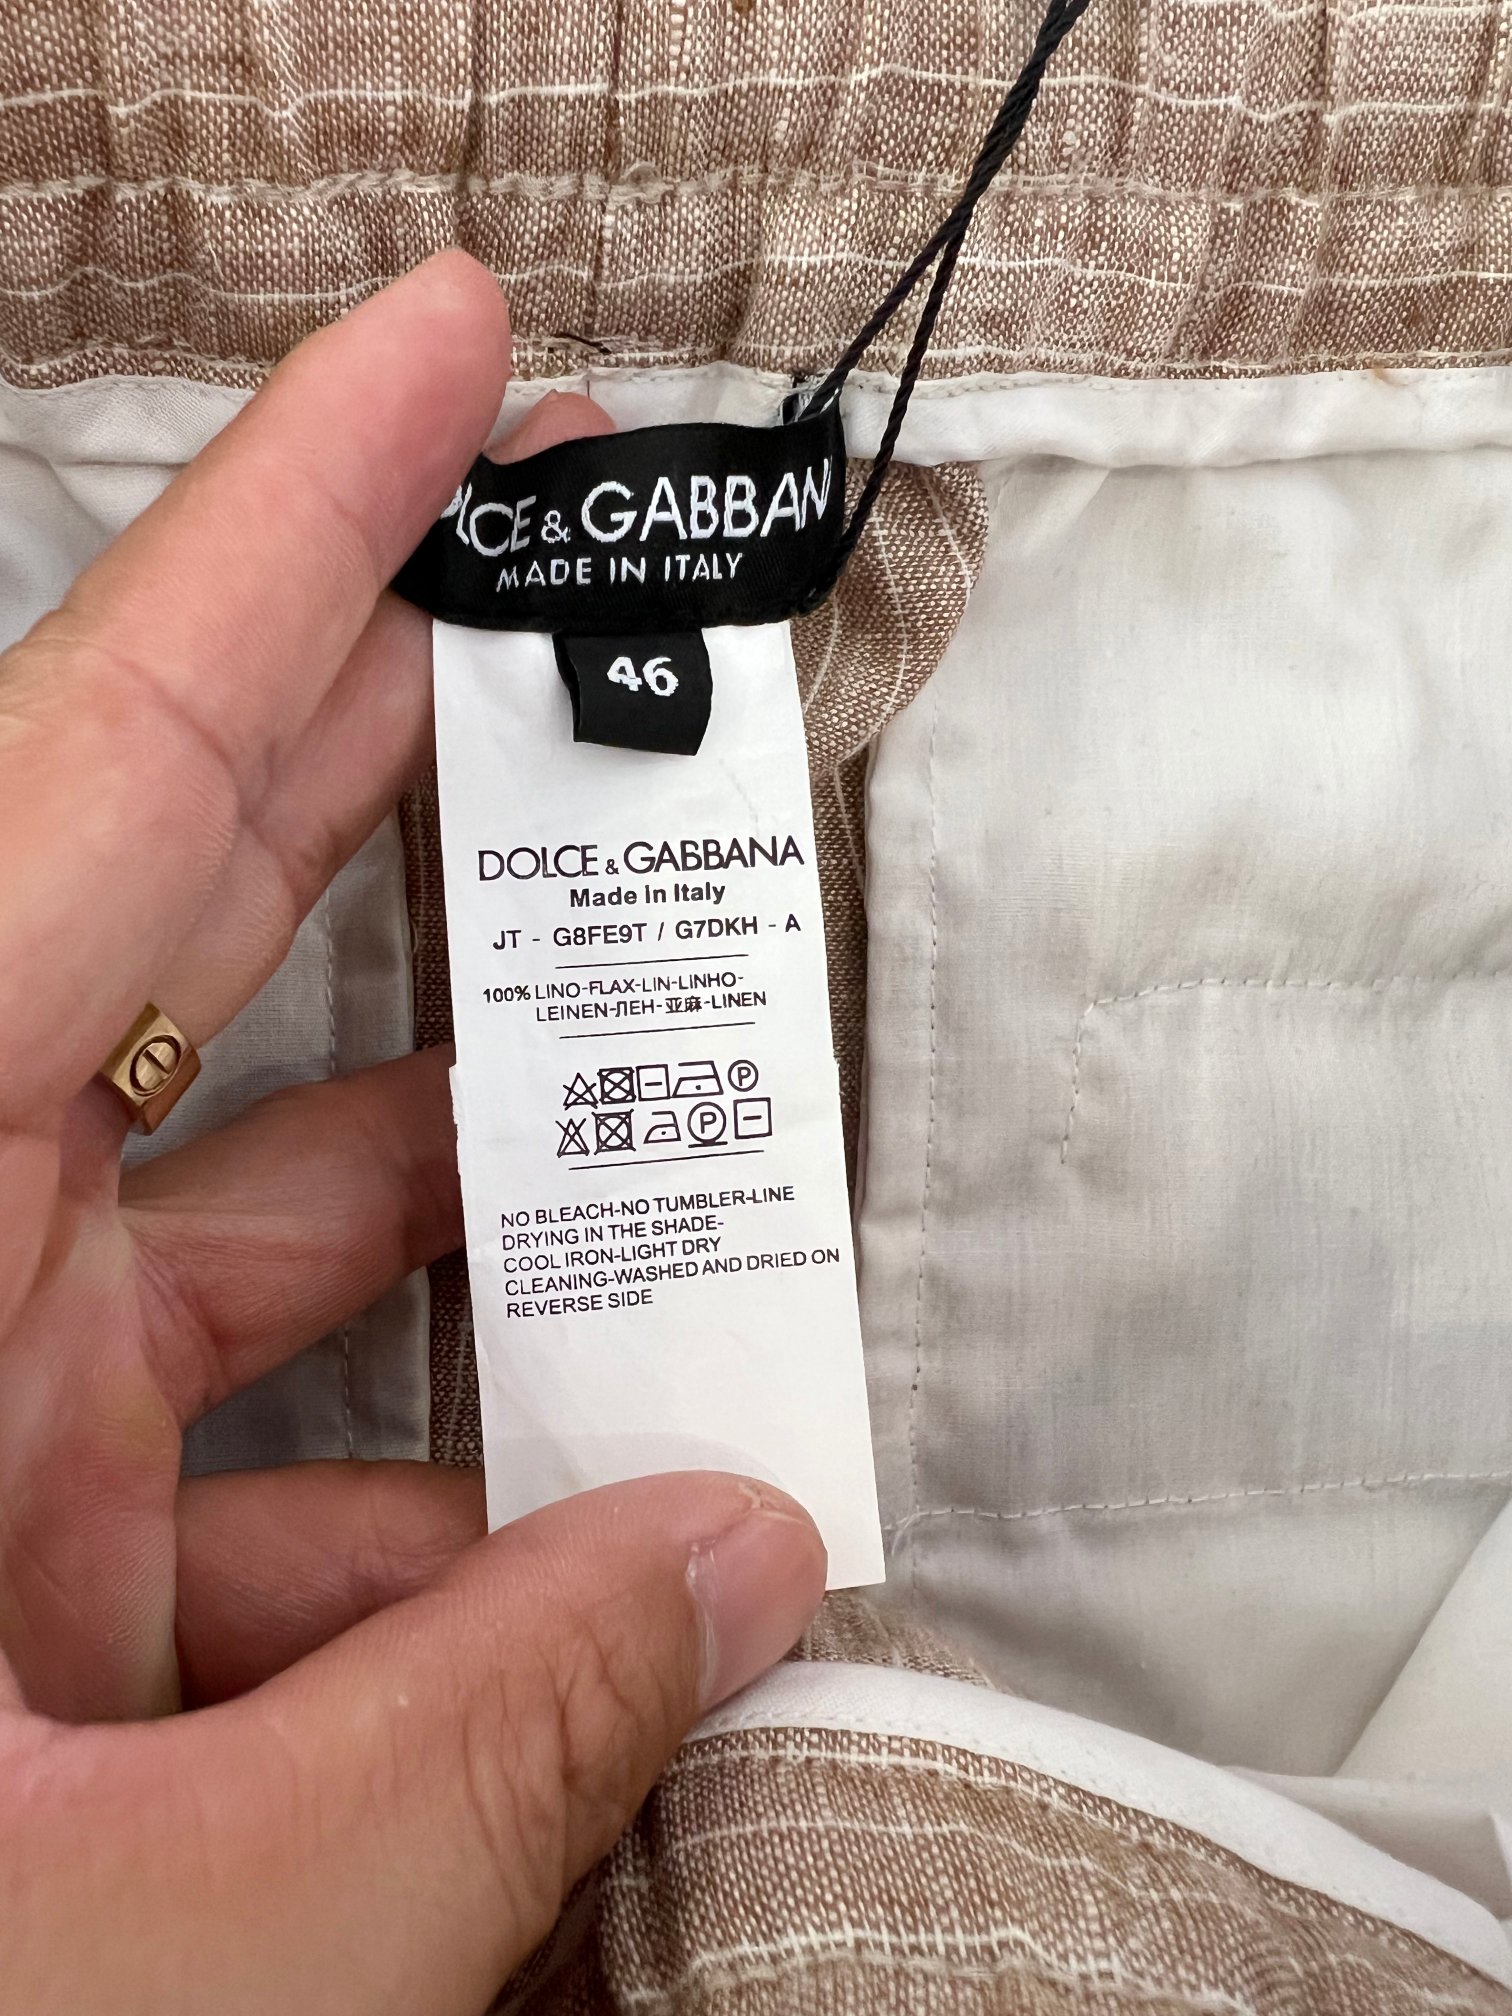 CE & GABBAN
MADE IN ITALY
46
DOLCE & GABBANA
Made in Italy
JT - G8FE9T / G7DKH - A
100% LINO-FLAX-LIN-LINHO-
LEINEN-ЛЕН-亚麻-LINEN
P
P
NO BLEACH-NO TUMBLER-LINE
DRYING IN THE SHADE-
COOL IRON-LIGHT DRY
CLEANING-WASHED AND DRIED ON
REVERSE SIDE